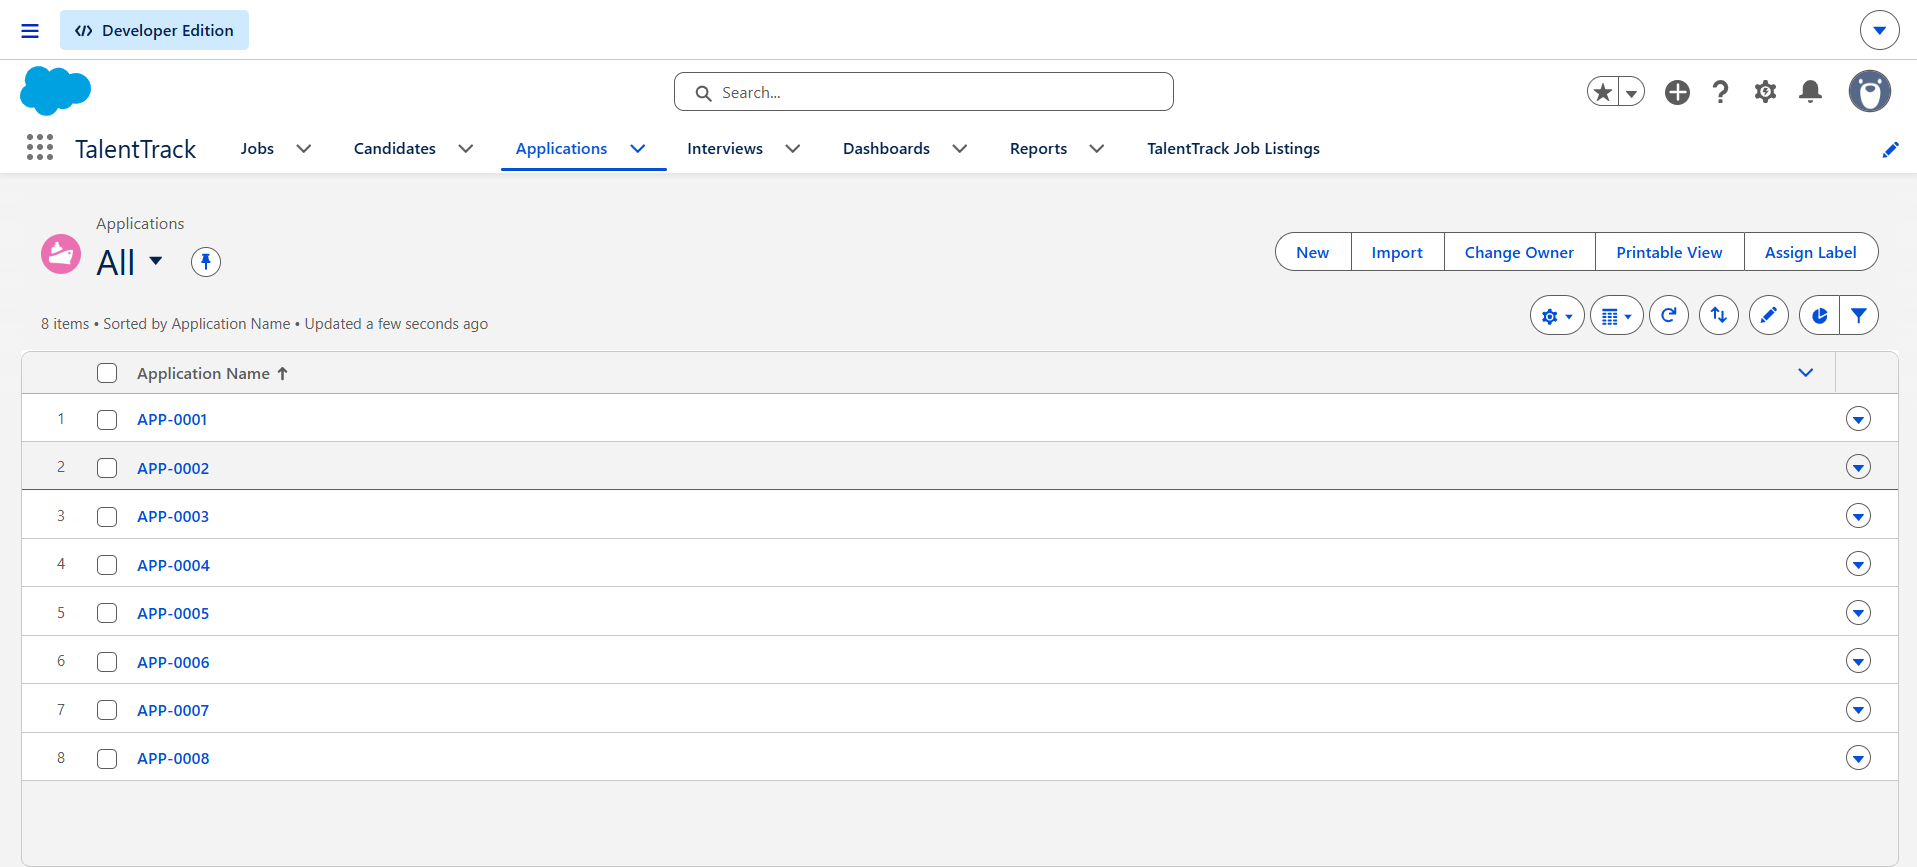 Developer Edition
Search...
TalentTrack Jobs Candidates Applications Interviews Dashboards Reports TalentTrack Job Listings
Applications
All
New Import Change Owner Printable View Assign Label
8 items • Sorted by Application Name • Updated a few seconds ago
Application Name
1 APP-0001
2 APP-0002
3 APP-0003
4 APP-0004
5 APP-0005
6 APP-0006
7 APP-0007
8 APP-0008